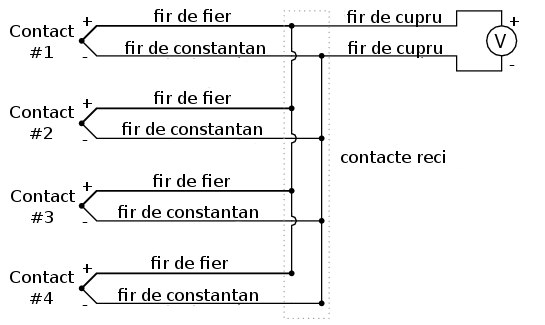 fir de fier
fir de cupru
+
Contact
#1
+
V
fir de constantan
fir de cupru
-
-
fir de fier
+
Contact
#2
fir de constantan
-
contacte reci
fir de fier
+
Contact
#3
fir de constantan
-
fir de fier
+
Contact
#4
fir de constantan
-